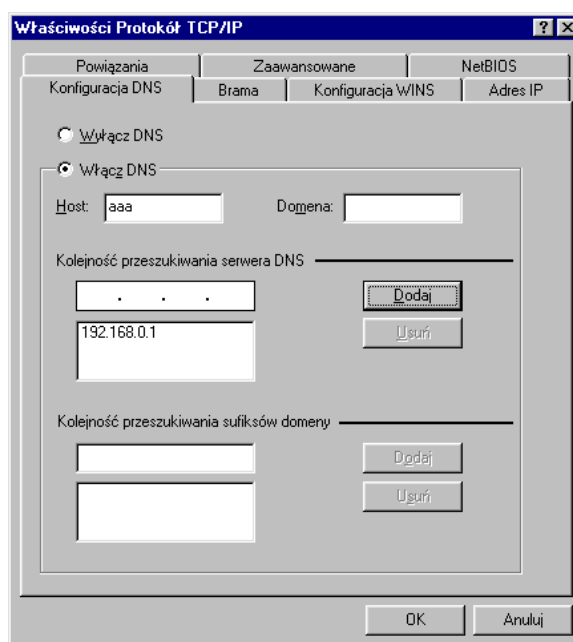 Właściwości Protokół TCP/IP
Powiązania Zaawansowane NetBIOS
Konfiguracja DNS Brama Konfiguracja WINS Adres IP
Wyłącz DNS
Włącz DNS
Host: aaa Domena:
Kolejność przeszukiwania serwera DNS
. . . Dodaj
192.168.0.1 Usuń
Kolejność przeszukiwania sufiksów domeny
Dodaj
Usuń
OK Anuluj